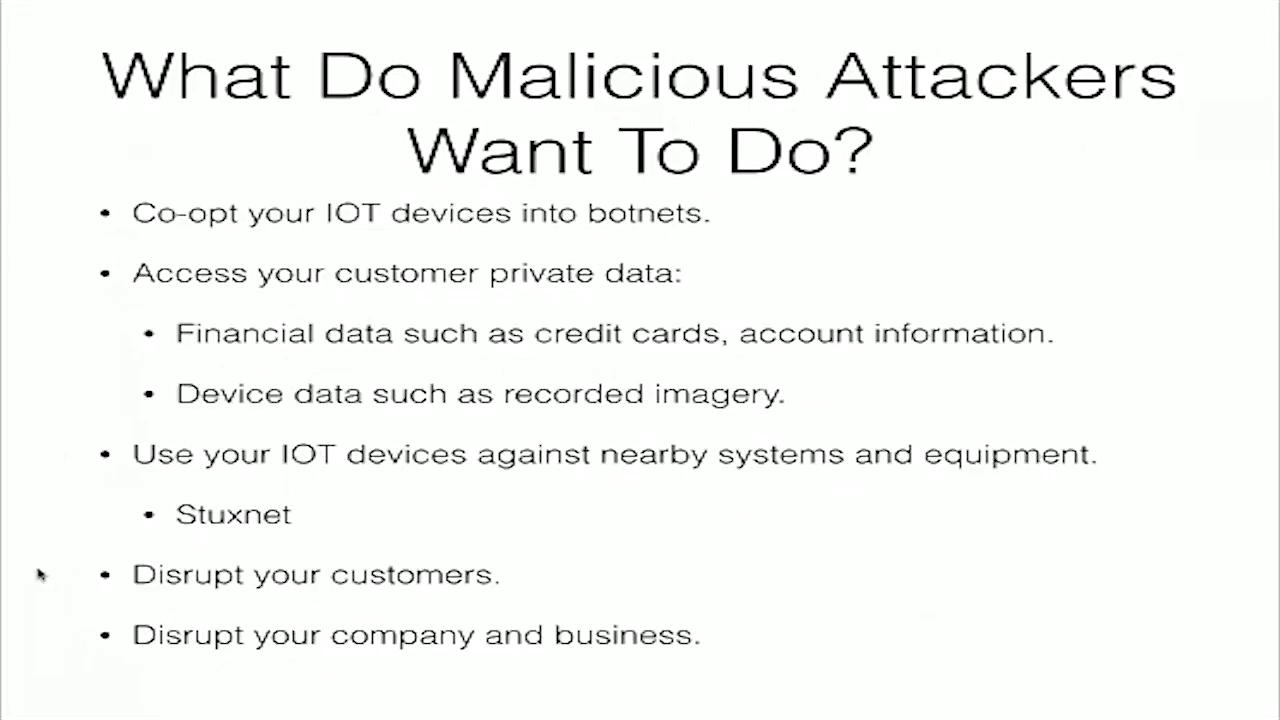 What Do Malicious Attackers
Want To Do?
• Co-opt your IOT devices into botnets.
• Access your customer private data:
• Financial data such as credit cards, account information.
• Device data such as recorded imagery.
• Use your IOT devices against nearby systems and equipment.
• Stuxnet
• Disrupt your customers.
• Disrupt your company and business.